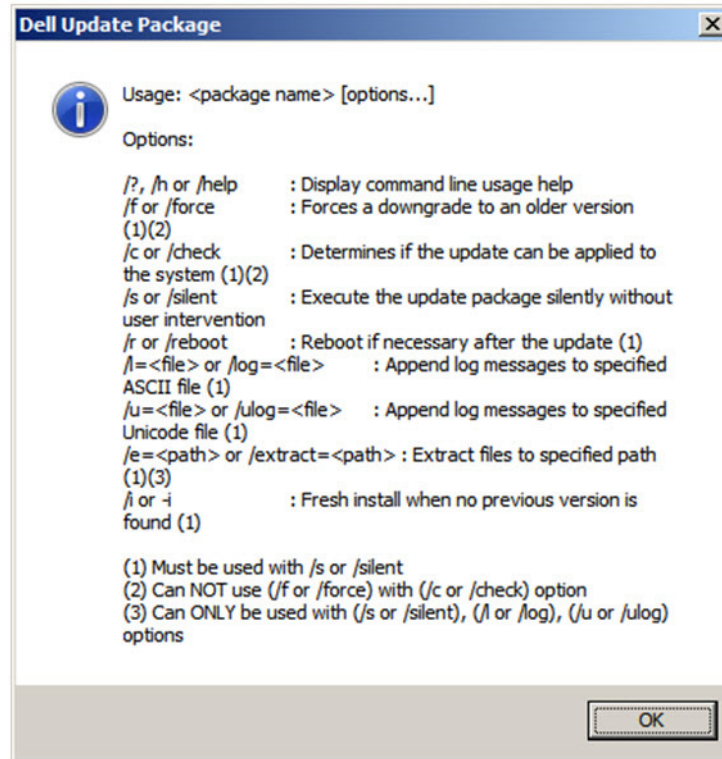 Dell Update Package
Usage: <package name> [options...]
Options:
/?, /h or /help : Display command line usage help
/f or /force : Forces a downgrade to an older version
(1)(2)
/c or /check : Determines if the update can be applied to
the system (1)(2)
/s or /silent : Execute the update package silently without
user intervention
/r or /reboot : Reboot if necessary after the update (1)
/l=<file> or /log=<file> : Append log messages to specified
ASCII file (1)
/u=<file> or /ulog=<file> : Append log messages to specified
Unicode file (1)
/e=<path> or /extract=<path> : Extract files to specified path
(1)(3)
/i or -i : Fresh install when no previous version is
found (1)
(1) Must be used with /s or /silent
(2) Can NOT use (/f or /force) with (/c or /check) option
(3) Can ONLY be used with (/s or /silent), (/l or /log), (/u or /ulog)
options
OK